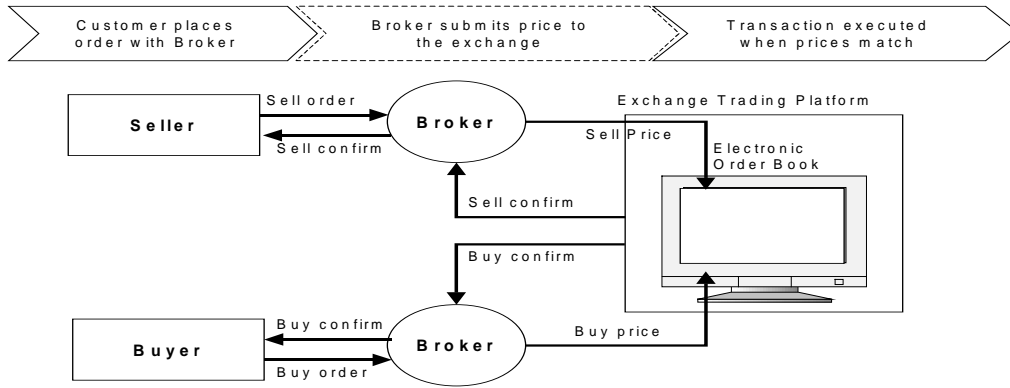 Customer places
order with Broker
Broker submits price to
the exchange
Transaction executed
when prices match
Sell order
Seller
Broker
Sell confirm
Exchange Trading Platform
Sell Price
Electronic
Order Book
Sell confirm
Buy confirm
Buy confirm
Buyer
Broker
Buy price
Buy order